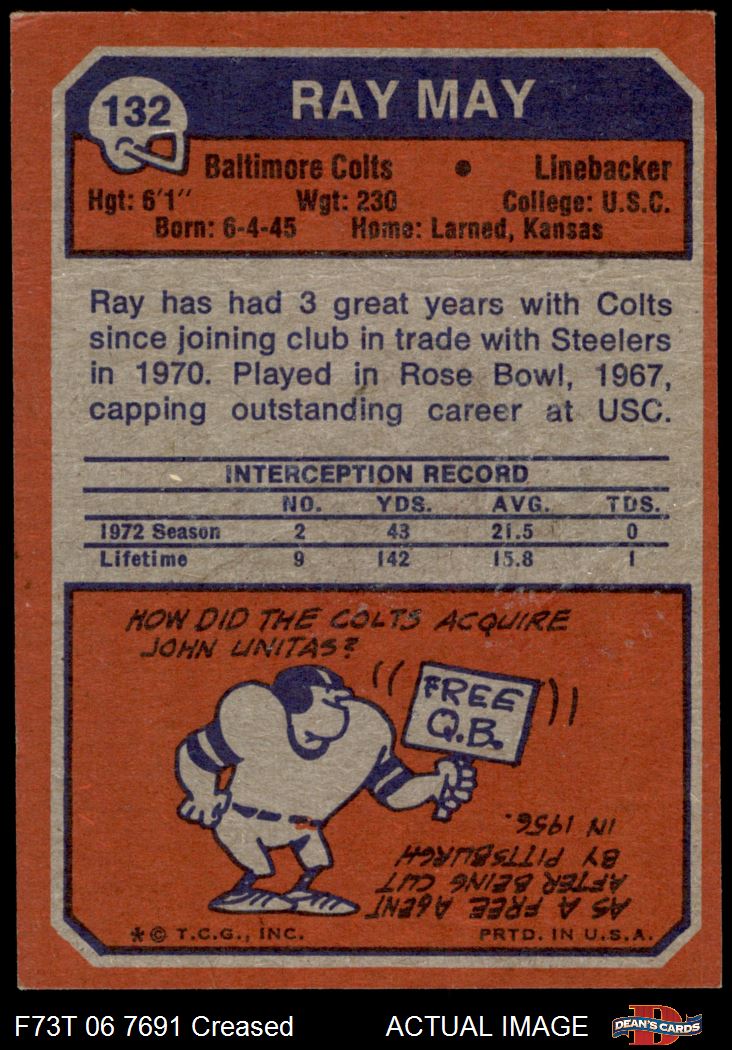 132
RAY MAY
Baltimore Colts • Linebacker
Hgt: 6'1" Wgt: 230 College: U.S.C.
Born: 6-4-45 Home: Larned, Kansas
Ray has had 3 great years with Colts
since joining club in trade with Steelers
in 1970. Played in Rose Bowl, 1967,
capping outstanding career at USC.
INTERCEPTION RECORD
NO. YDS. AVG. TDS.
1972 Season 2 43 21.5 0
Lifetime 9 142 15.8 1
HOW DID THE COLTS ACQUIRE
JOHN UNITAS?
FREE
Q.B.
AS A FREE AGENT
AFTER BEING CUT
BY PITTSBURGH
IN 1956.
* © T.C.G., INC. PRTD. IN U.S.A.
F73T 06 7691 Creased ACTUAL IMAGE
D
DEAN'S CARDS